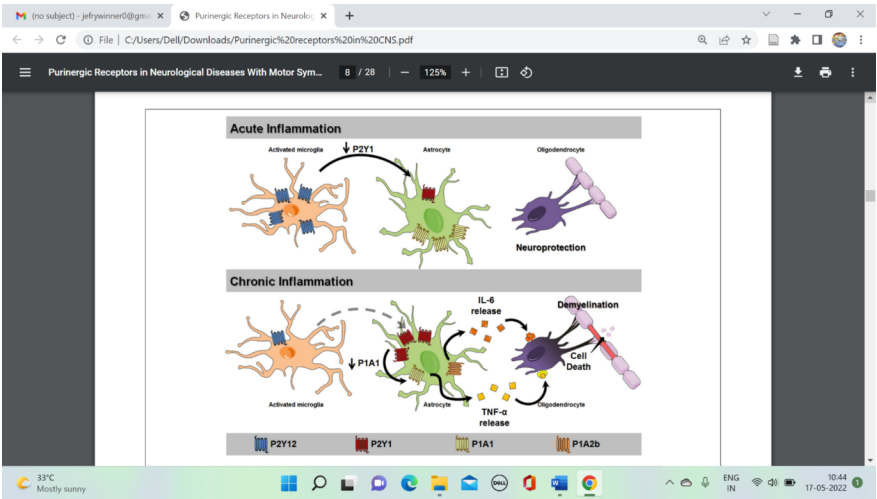 (no subject) - jefrywinner0@gma
Purinergic Receptors in Neurolog
File | C:/Users/Dell/Downloads/Purinergic%20receptors%20in%20CNS.pdf
Purinergic Receptors in Neurological Diseases With Motor Sym...
8 / 28
125%
Acute Inflammation
Activated microglia
P2Y1
Astrocyte
Oligodendrocyte
Neuroprotection
Chronic Inflammation
IL-6
release
Demyelination
P1A1
Cell
Death
Activated microglia
Astrocyte
TNF-α
release
Oligodendrocyte
P2Y12
P2Y1
P1A1
P1A2b
33°C
Mostly sunny
DELL
W
ENG
IN
10:44
17-05-2022
1